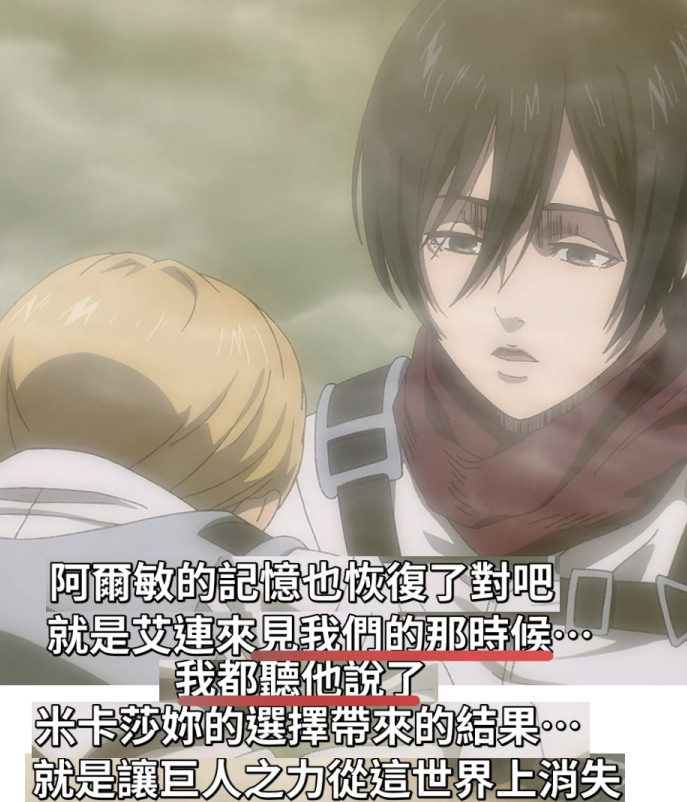 阿爾敏的記憶也恢復了對吧
就是艾連來見我們的那時候…
我都聽他說了
米卡莎妳的選擇帶來的結果…
就是讓巨人之力從這世界上消失